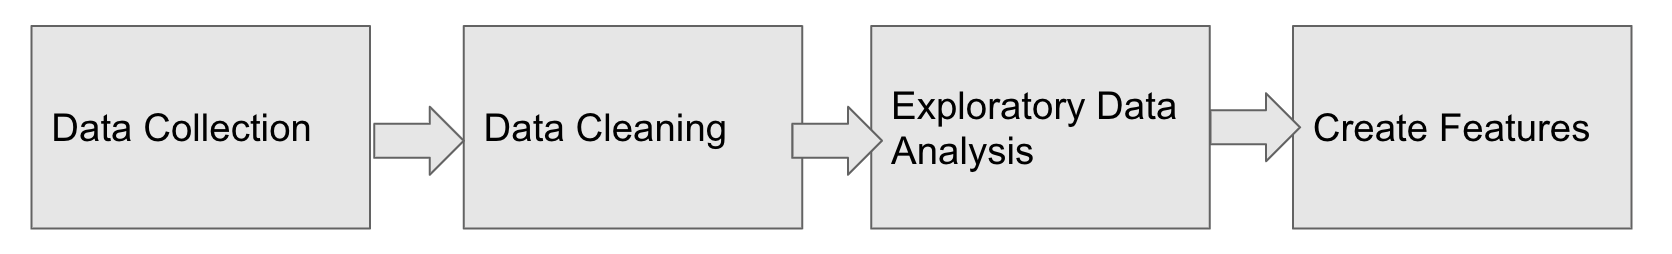 Data Collection
Data Cleaning
Exploratory Data
Analysis
Create Features